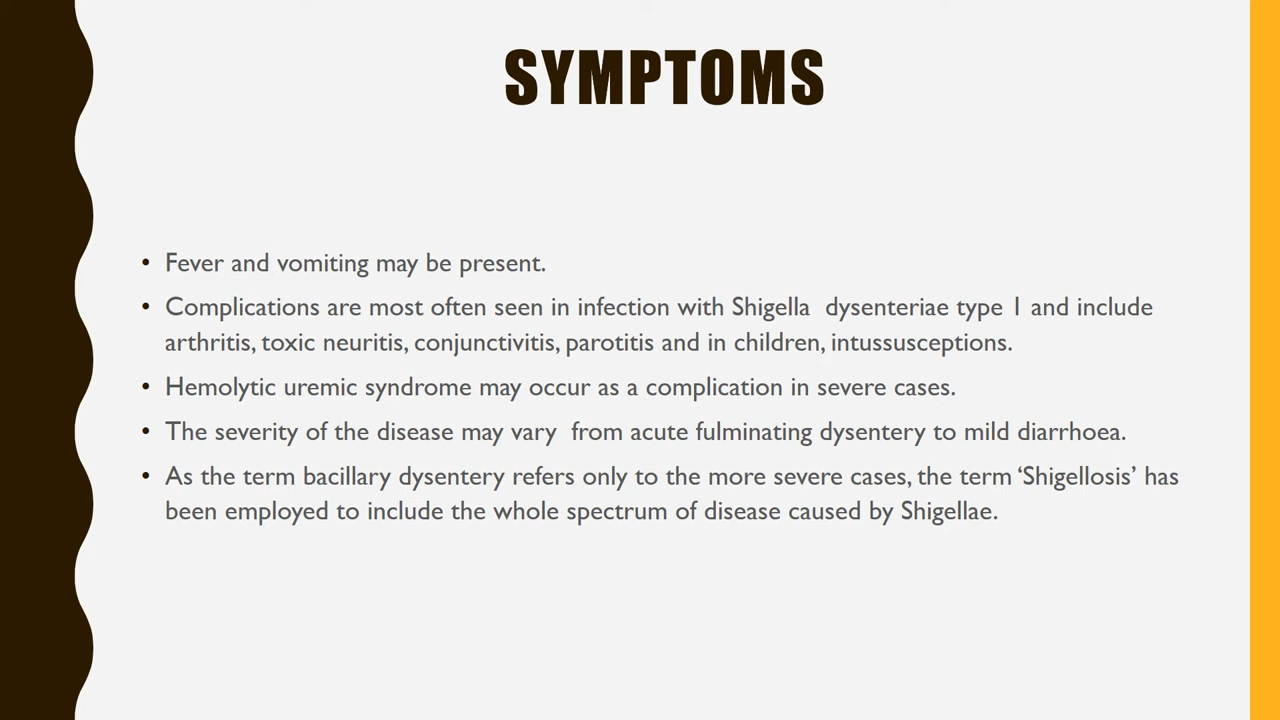 SYMPTOMS
• Fever and vomiting may be present.
• Complications are most often seen in infection with Shigella  dysenteriae type 1 and include
arthritis, toxic neuritis, conjunctivitis, parotitis and in children, intussusceptions.
• Hemolytic uremic syndrome may occur as a complication in severe cases.
• The severity of the disease may vary  from acute fulminating dysentery to mild diarrhoea.
• As the term bacillary dysentery refers only to the more severe cases, the term ‘Shigellosis’ has
been employed to include the whole spectrum of disease caused by Shigellae.